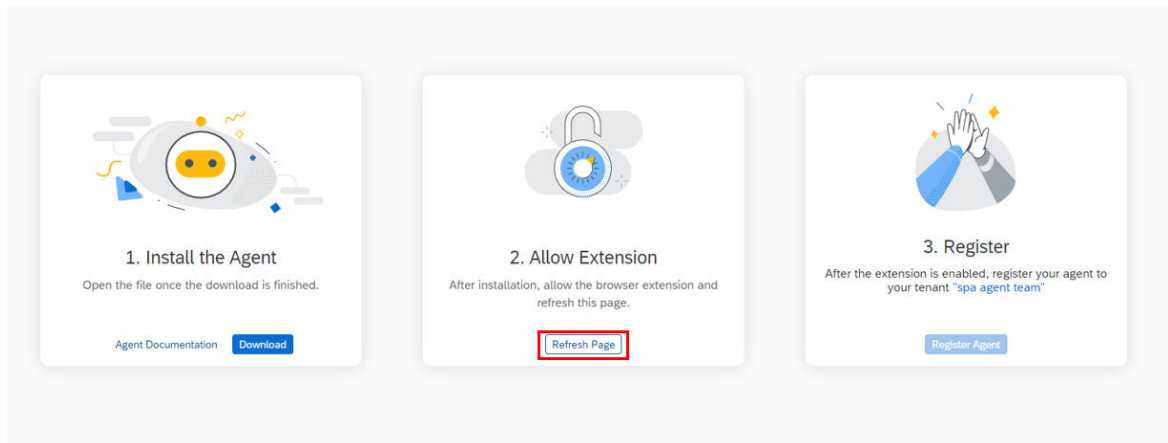 1. Install the Agent
Open the file once the download is finished.
Agent Documentation
Download
2. Allow Extension
After installation, allow the browser extension and
refresh this page.
Refresh Page
3. Register
After the extension is enabled, register your agent to
your tenant "spa agent team"
Register Agent